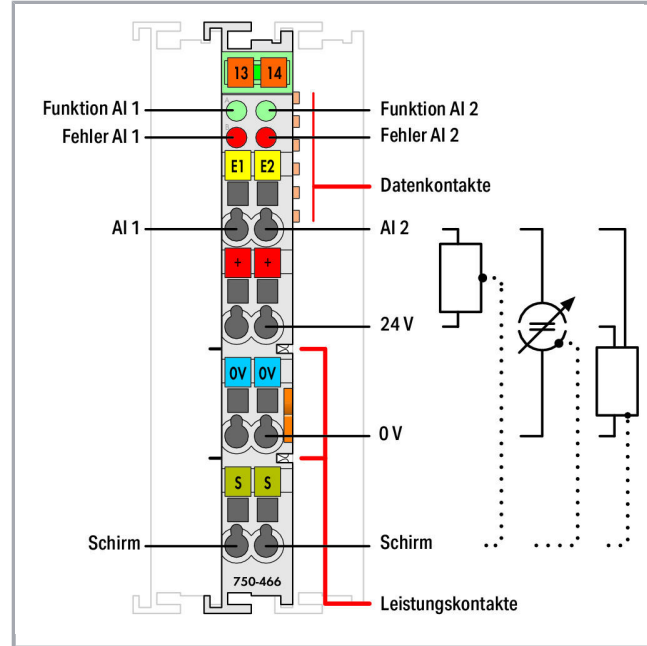 13 14
Funktion AI 1
Funktion AI 2
Fehler AI 1
Fehler AI 2
E1 E2
Datenkontakte
AI 1
AI 2
+ +
24 V
0V 0V
0 V
S S
Schirm
Schirm
750-466
Leistungskontakte